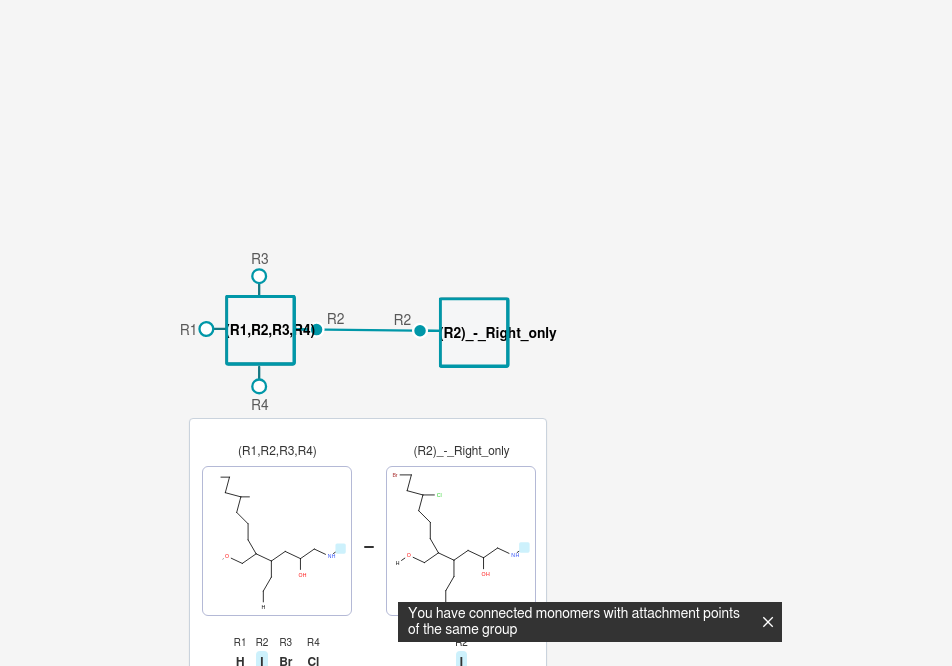 R3
R1
(R1,R2,R3,R4)
R2
R2
(R2)_-_Right_only
R4
(R1,R2,R3,R4)
(R2)_-_Right_only
O
NH
OH
H
Br
Cl
H
O
NH
OH
You have connected monomers with attachment points
of the same group
R1 R2 R3 R4
R2
H I Br Cl
I